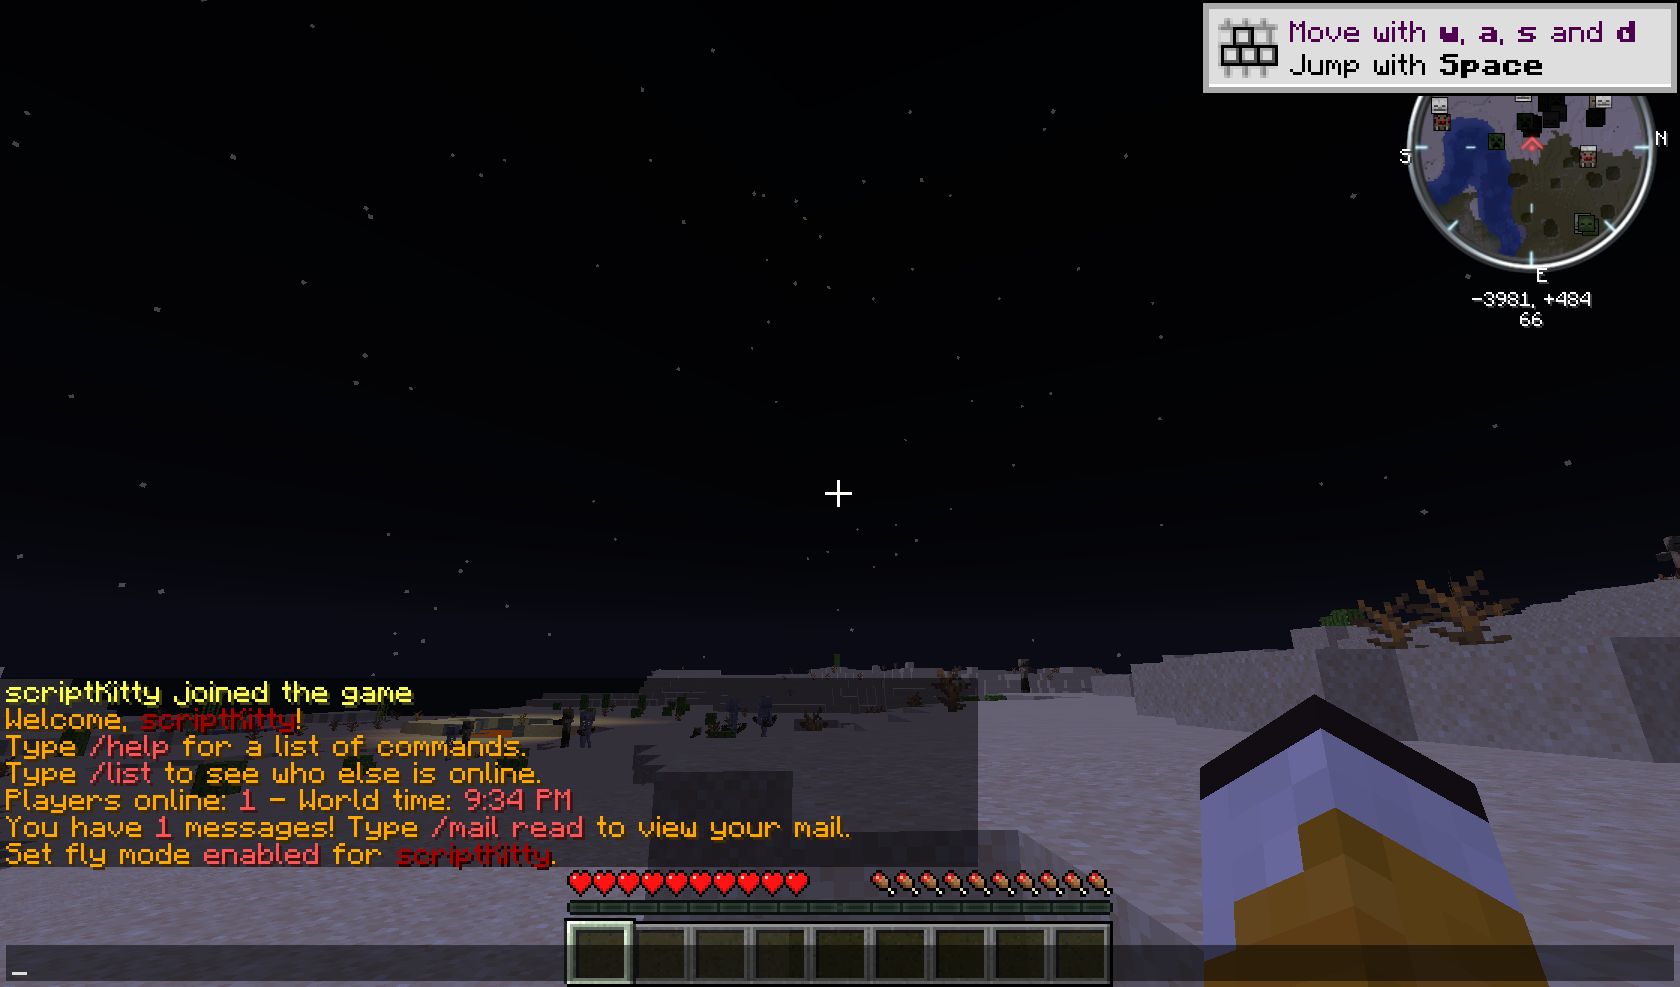 Move with w, a, s and d
Jump with Space
S
N
E
-3981, +484
66
scriptKitty joined the game
Welcome, scriptKitty!
Type /help for a list of commands.
Type /list to see who else is online.
Players online: 1 - World time: 9:34 PM
You have 1 messages! Type /mail read to view your mail.
Set fly mode enabled for scriptKitty.
_